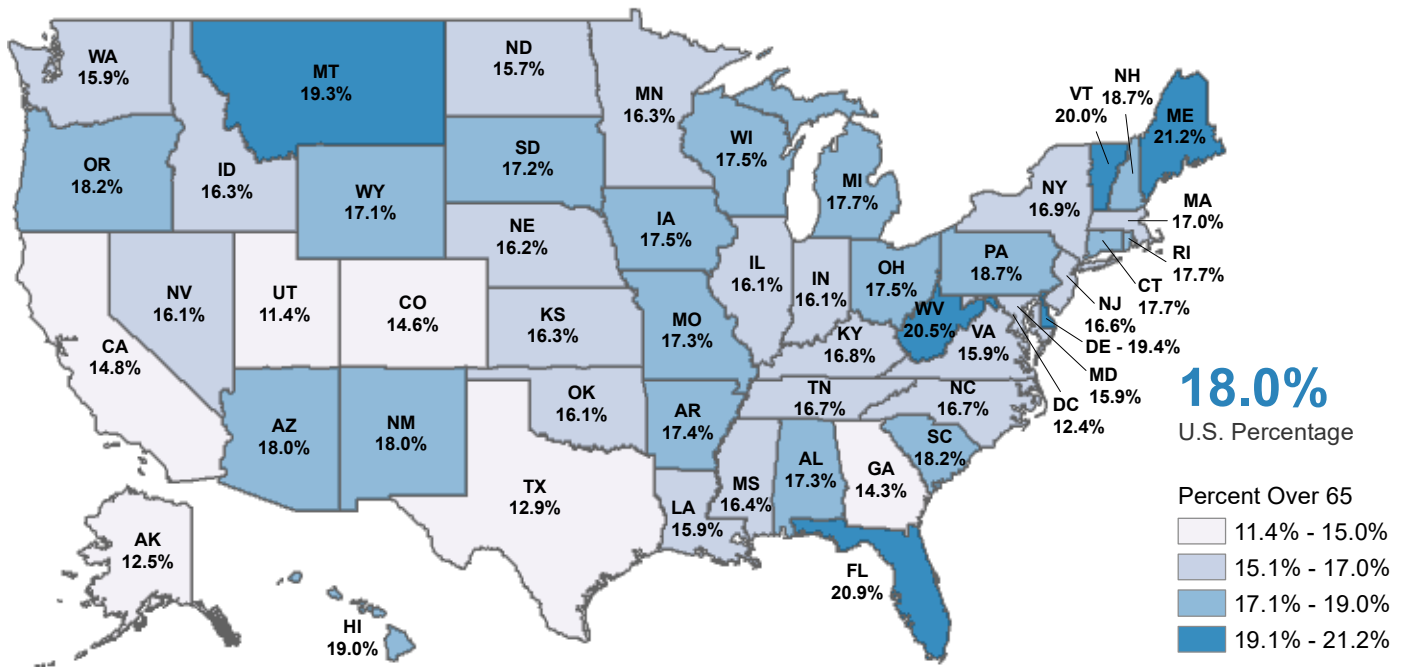 WA
15.9%
MT
19.3%
ND
15.7%
MN
16.3%
OR
18.2%
ID
16.3%
WY
17.1%
SD
17.2%
WI
17.5%
MI
17.7%
VT
20.0%
NH
18.7%
ME
21.2%
NY
16.9%
MA
17.0%
RI
17.7%
CT
17.7%
NJ
16.6%
DE - 19.4%
MD
15.9%
DC
12.4%
CA
14.8%
NV
16.1%
UT
11.4%
CO
14.6%
NE
16.2%
IA
17.5%
KS
16.3%
MO
17.3%
IL
16.1%
IN
16.1%
OH
17.5%
PA
18.7%
WV
20.5%
VA
15.9%
KY
16.8%
AZ
18.0%
NM
18.0%
OK
16.1%
AR
17.4%
TN
16.7%
NC
16.7%
SC
18.2%
TX
12.9%
LA
15.9%
MS
16.4%
AL
17.3%
GA
14.3%
FL
20.9%
AK
12.5%
HI
19.0%
18.0%
U.S. Percentage
Percent Over 65
11.4% - 15.0%
15.1% - 17.0%
17.1% - 19.0%
19.1% - 21.2%